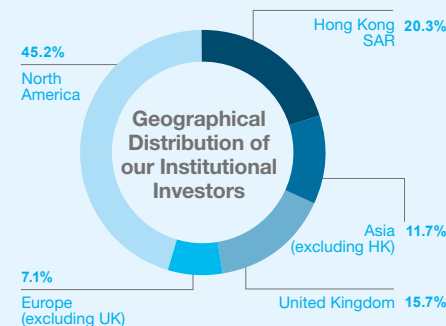 Hong Kong
SAR
20.3%
45.2%
North
America
Geographical
Distribution of
our Institutional
Investors
Asia
(excluding HK)
11.7%
7.1%
Europe
(excluding UK)
United Kingdom
15.7%